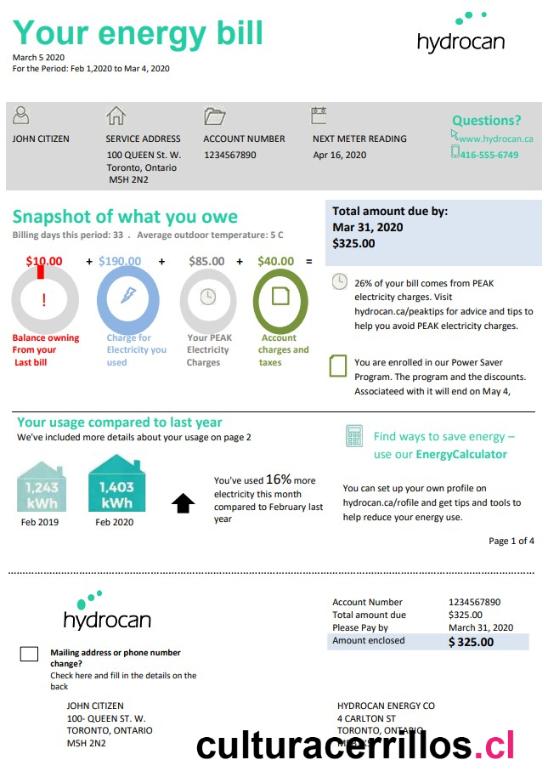 Your energy bill
hydrocan
March 5 2020
For the Period: Feb 1,2020 to Mar 4, 2020
JOHN CITIZEN
SERVICE ADDRESS
100 QUEEN St. W.
Toronto, Ontario
M5H 2N2
ACCOUNT NUMBER
1234567890
NEXT METER READING
Apr 16, 2020
Questions?
www.hydrocan.ca
416-555-6749
Snapshot of what you owe
Billing days this period: 33 . Average outdoor temperature: 5 C
$10.00 + $190.00 + $85.00 + $40.00 =
!
Balance owning
From your
Last bill
Charge for
Electricity you
used
Your PEAK
Electricity
Charges
Account
charges and
taxes
Total amount due by:
Mar 31, 2020
$325.00
26% of your bill comes from PEAK
electricity charges. Visit
hydrocan.ca/peaktips for advice and tips to
help you avoid PEAK electricity charges.
You are enrolled in our Power Saver
Program. The program and the discounts.
Associateed with it will end on May 4,
Your usage compared to last year
We've included more details about your usage on page 2
1,243
kWh
Feb 2019
1,403
kWh
Feb 2020
You've used 16% more
electricity this month
compared to February last
year
Find ways to save energy –
use our EnergyCalculator
You can set up your own profile on
hydrocan.ca/rofile and get tips and tools to
help reduce your energy use.
Page 1 of 4
hydrocan
Account Number 1234567890
Total amount due $325.00
Please Pay by March 31, 2020
Amount enclosed $ 325.00
Mailing address or phone number
change?
Check here and fill in the details on the
back
JOHN CITIZEN
100- QUEEN ST. W.
TORONTO, ONTARIO
M5H 2N2
HYDROCAN ENERGY CO
4 CARLTON ST
TORONTO, ONTARIO
culturacerrillos.cl